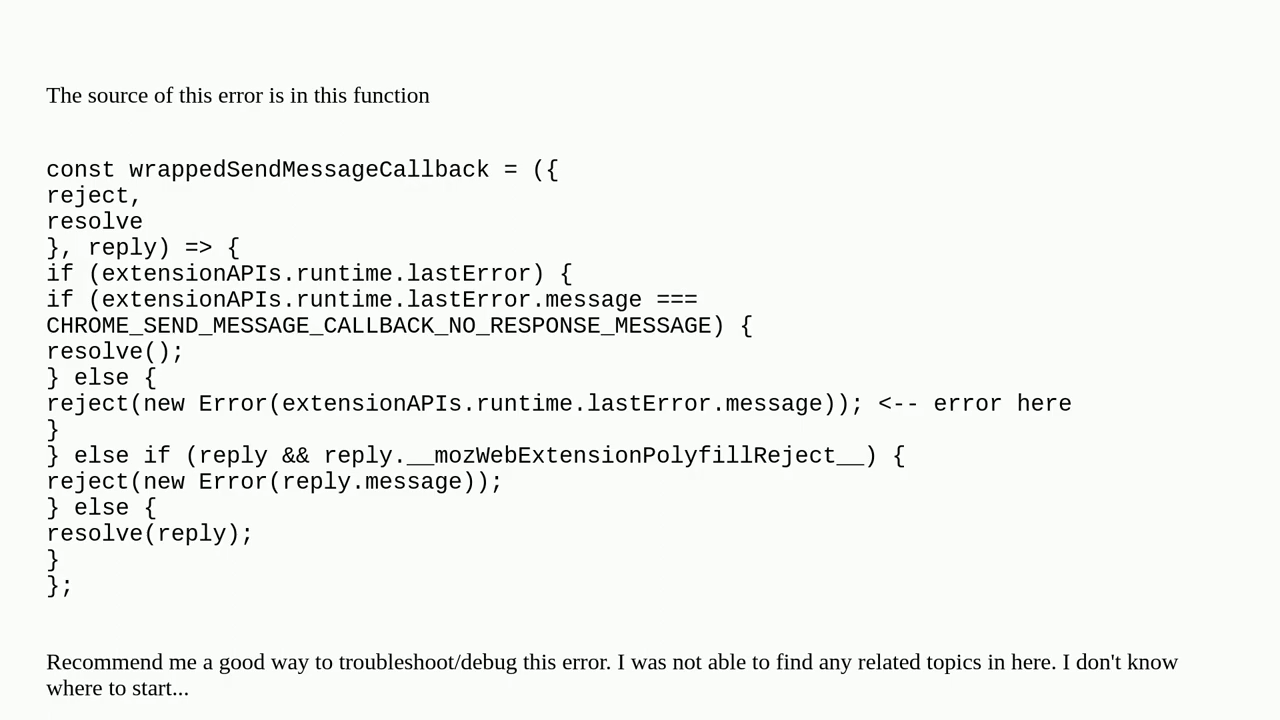 The source of this error is in this function
const wrappedSendMessageCallback = ({
reject,
resolve
}, reply) => {
if (extensionAPIs.runtime.lastError) {
if (extensionAPIs.runtime.lastError.message ===
CHROME_SEND_MESSAGE_CALLBACK_NO_RESPONSE_MESSAGE) {
resolve();
} else {
reject(new Error(extensionAPIs.runtime.lastError.message)); <-- error here
}
} else if (reply && reply.__mozWebExtensionPolyfillReject__) {
reject(new Error(reply.message));
} else {
resolve(reply);
}
};
Recommend me a good way to troubleshoot/debug this error. I was not able to find any related topics in here. I don't know
where to start...